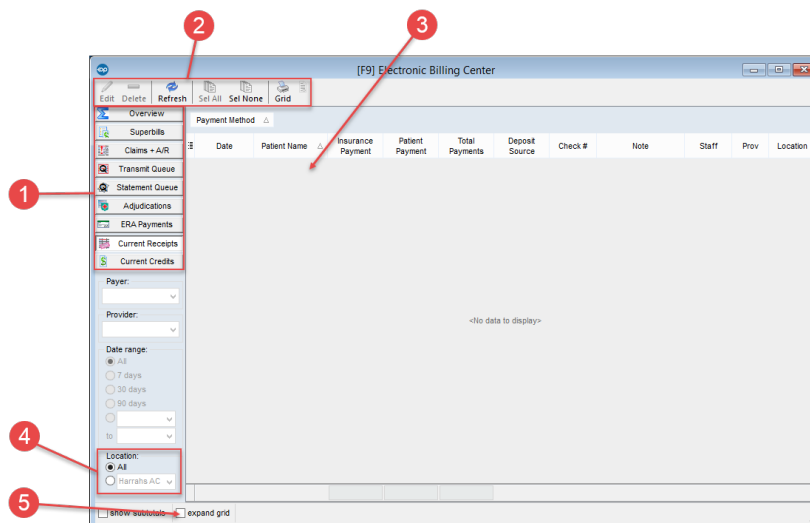 2
3
[F9] Electronic Billing Center
Edit Delete Refresh Sel All Sel None Grid
Overview
Superbills
Claims + A/R
Transmit Queue
Statement Queue
Adjudications
ERA Payments
Current Receipts
Current Credits
1
Payment Method
Date Patient Name Insurance Payment Patient Payment Total Payments Deposit Source Check # Note Staff Prov Location
<No data to display>
Payer:
Provider:
Date range:
All
7 days
30 days
90 days
to
4
Location:
All
Harrahs AC
5
show subtotals expand grid